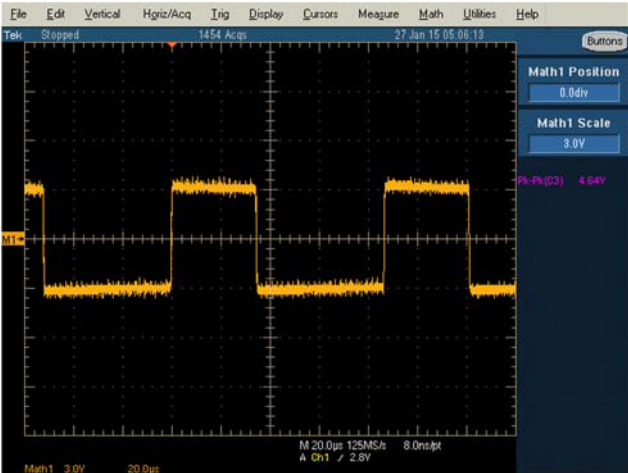 File Edit Vertical Horiz/Acq Trig Display Cursors Measure Math Utilities Help
Tek Stopped 1454 Acqs 27 Jan 15 05:06:13
Buttons
Math1 Position
0.0div
Math1 Scale
3.0V
Pk-Pk(C3) 4.64V
M1
M 20.0µs 125MS/s 8.0ns/pt
A Ch1 2.8V
Math1 3.0V 20.0µs